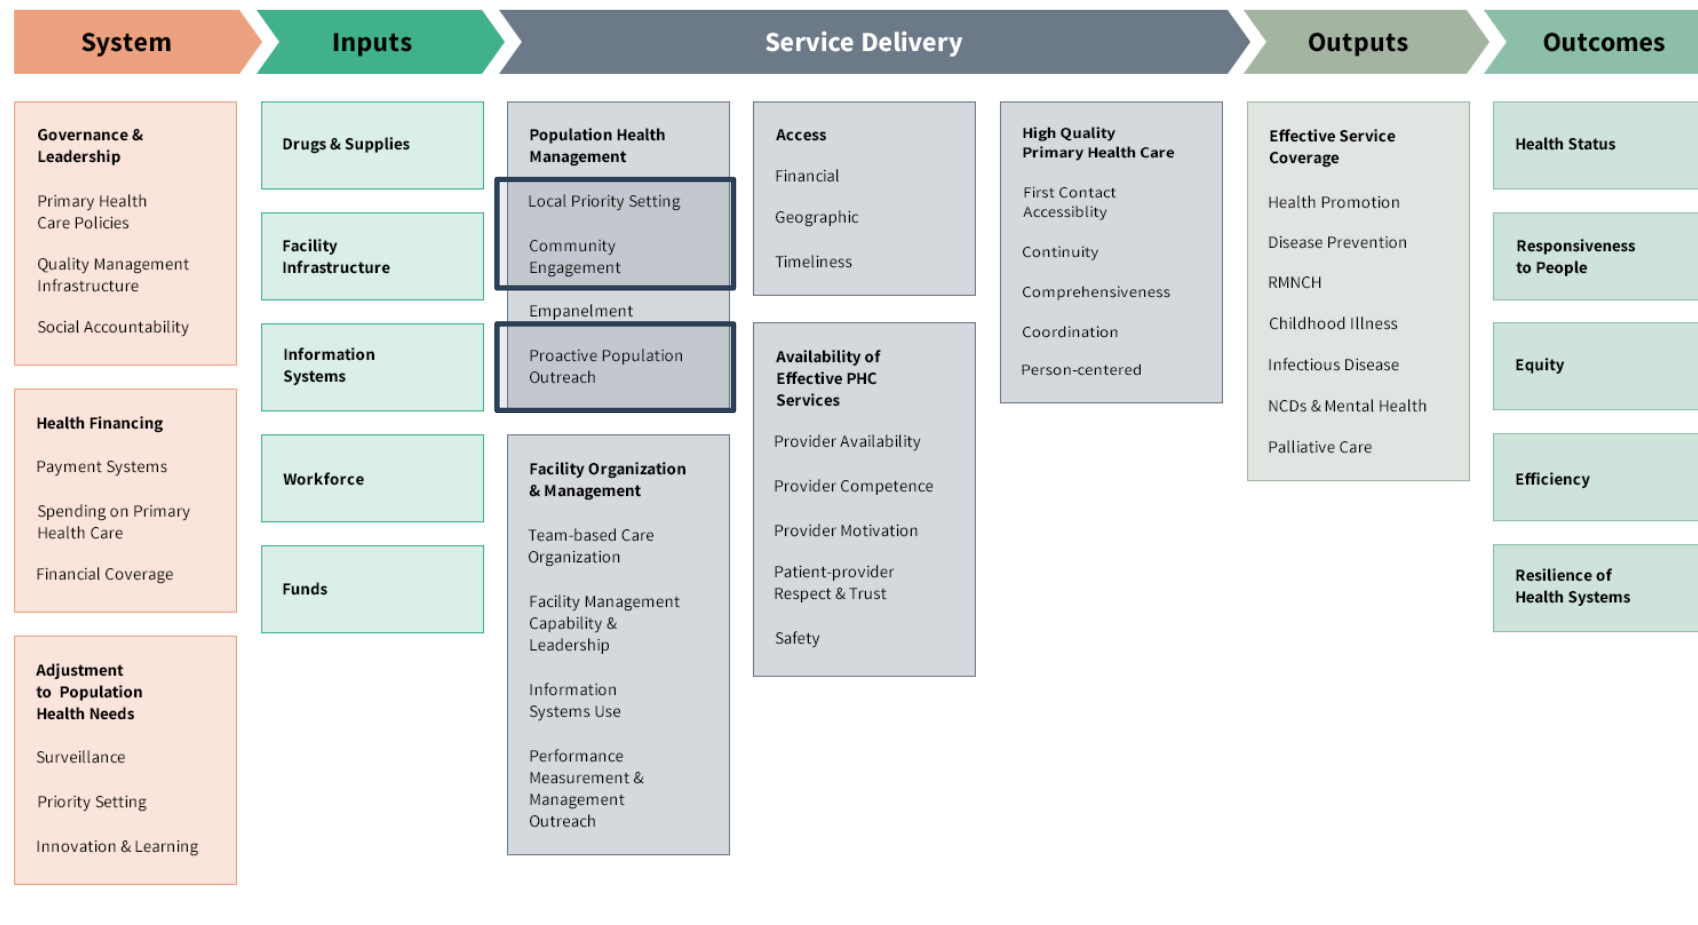 System
Inputs
Service Delivery
Outputs
Outcomes
Governance &
Leadership
Primary Health
Care Policies
Quality Management
Infrastructure
Social Accountability
Health Financing
Payment Systems
Spending on Primary
Health Care
Financial Coverage
Adjustment
to Population
Health Needs
Surveillance
Priority Setting
Innovation & Learning
Drugs & Supplies
Facility
Infrastructure
Information
Systems
Workforce
Funds
Population Health
Management
Local Priority Setting
Community
Engagement
Empanelment
Proactive Population
Outreach
Facility Organization
& Management
Team-based Care
Organization
Facility Management
Capability &
Leadership
Information
Systems Use
Performance
Measurement &
Management
Outreach
Access
Financial
Geographic
Timeliness
Availability of
Effective PHC
Services
Provider Availability
Provider Competence
Provider Motivation
Patient-provider
Respect & Trust
Safety
High Quality
Primary Health Care
First Contact
Accessiblity
Continuity
Comprehensiveness
Coordination
Person-centered
Effective Service
Coverage
Health Promotion
Disease Prevention
RMNCH
Childhood Illness
Infectious Disease
NCDs & Mental Health
Palliative Care
Health Status
Responsiveness
to People
Equity
Efficiency
Resilience of
Health Systems